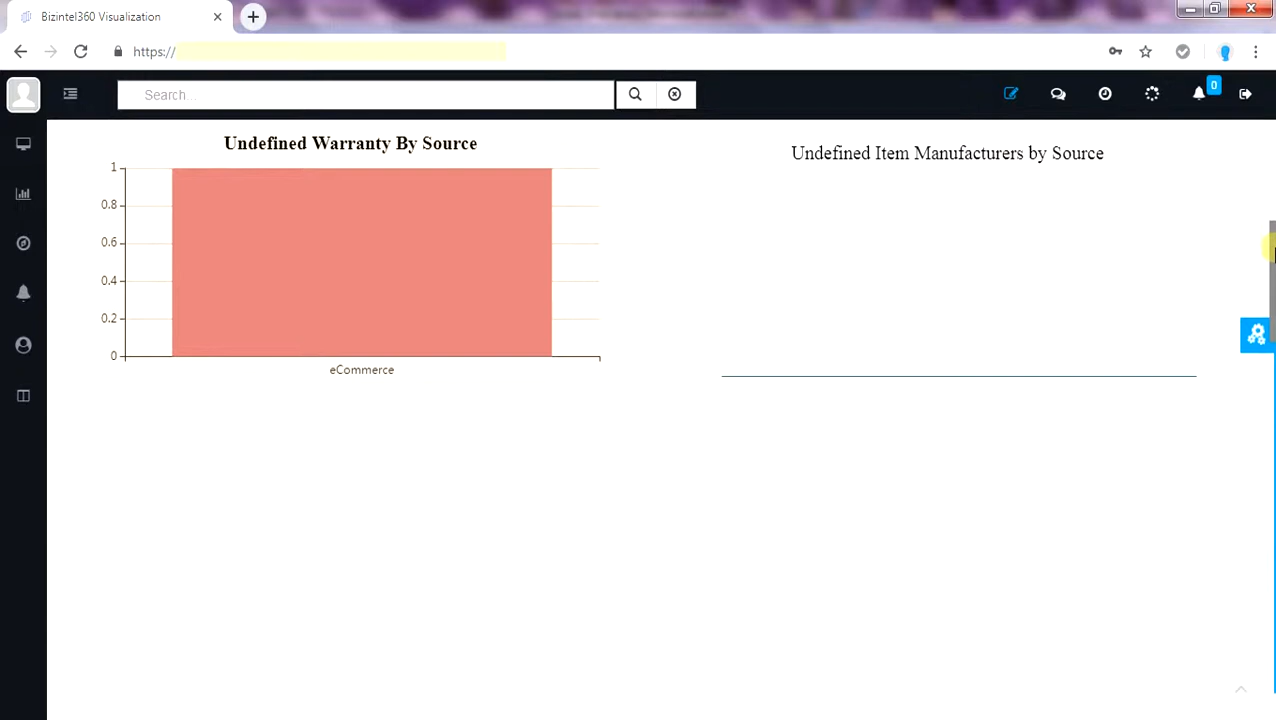 Bizintel360 Visualization
https://
Search...
0
Undefined Warranty By Source
1
0.8
0.6
0.4
0.2
0
eCommerce
Undefined Item Manufacturers by Source